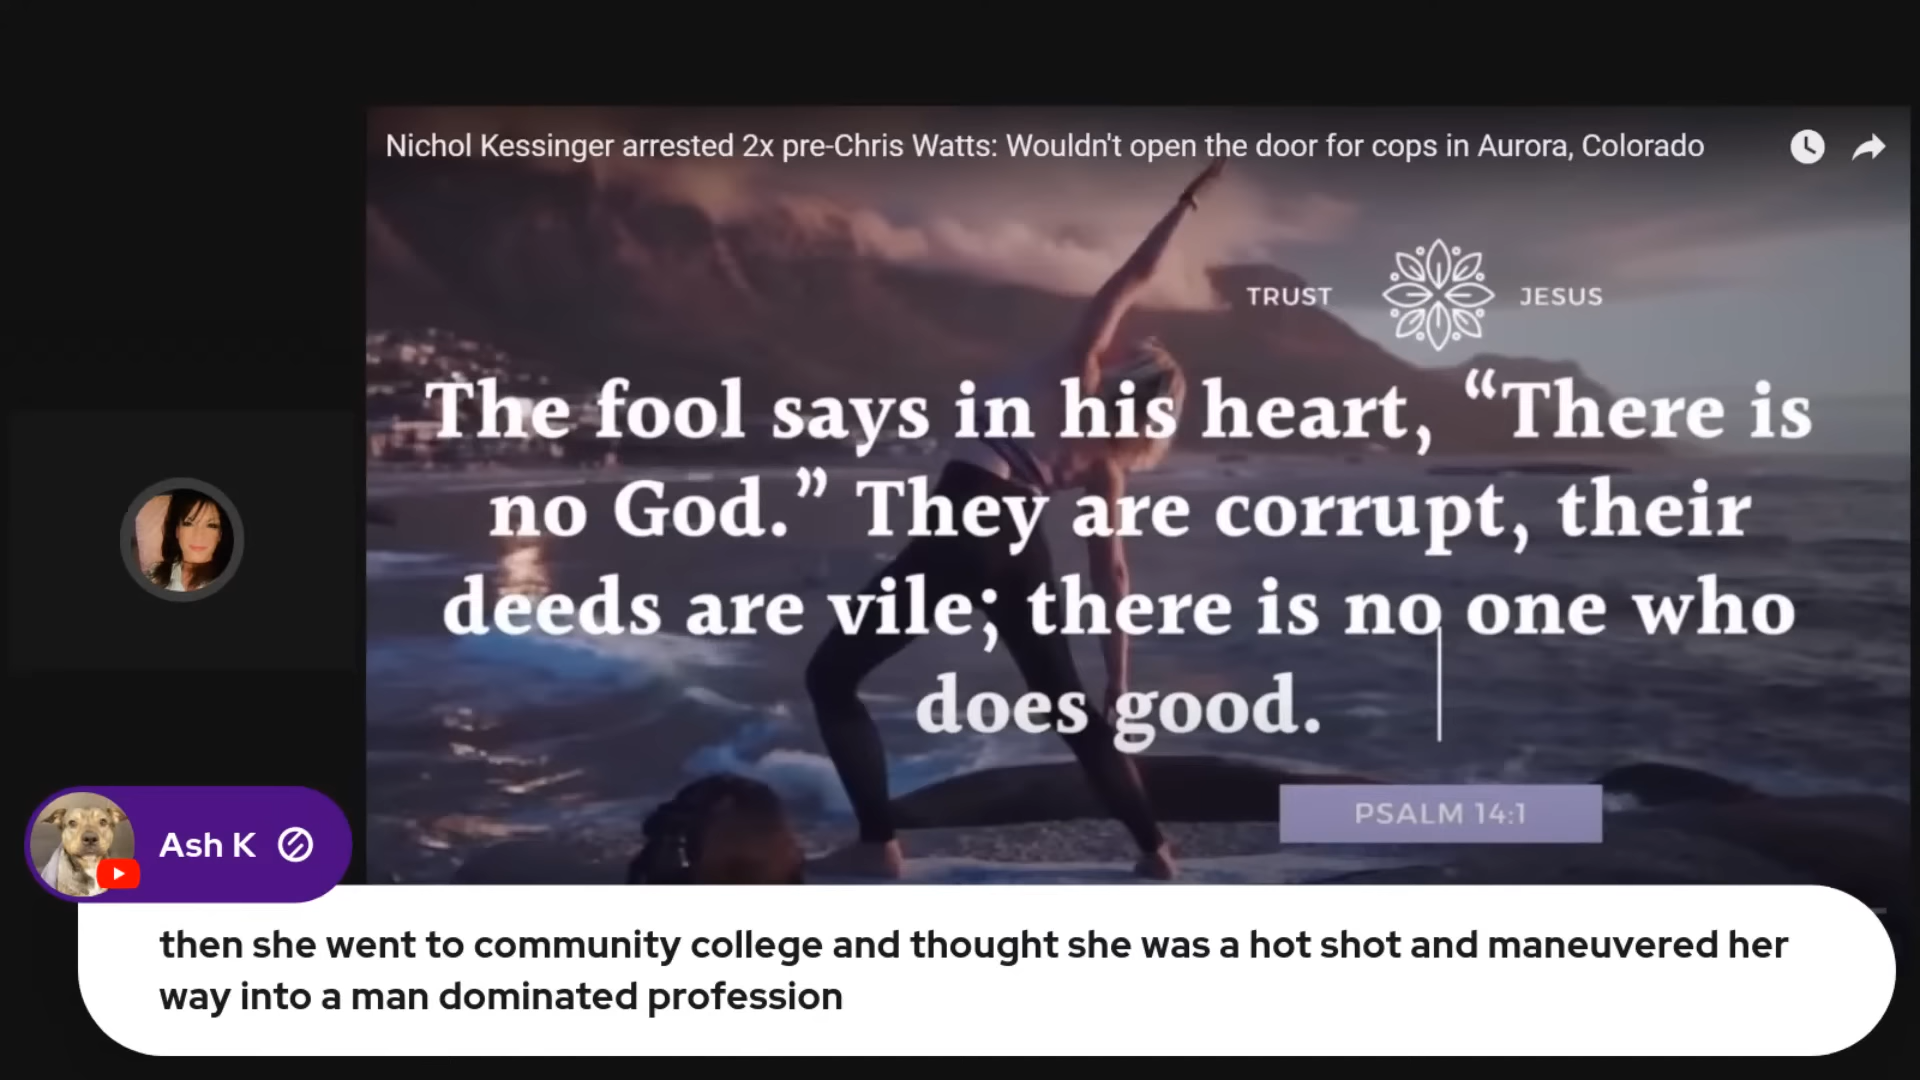 Nichol Kessinger arrested 2x pre-Chris Watts: Wouldn't open the door for cops in Aurora, Colorado
TRUST JESUS
The fool says in his heart, “There is
no God.” They are corrupt, their
deeds are vile; there is no one who
does good.
PSALM 14:1
Ash K
then she went to community college and thought she was a hot shot and maneuvered her
way into a man dominated profession